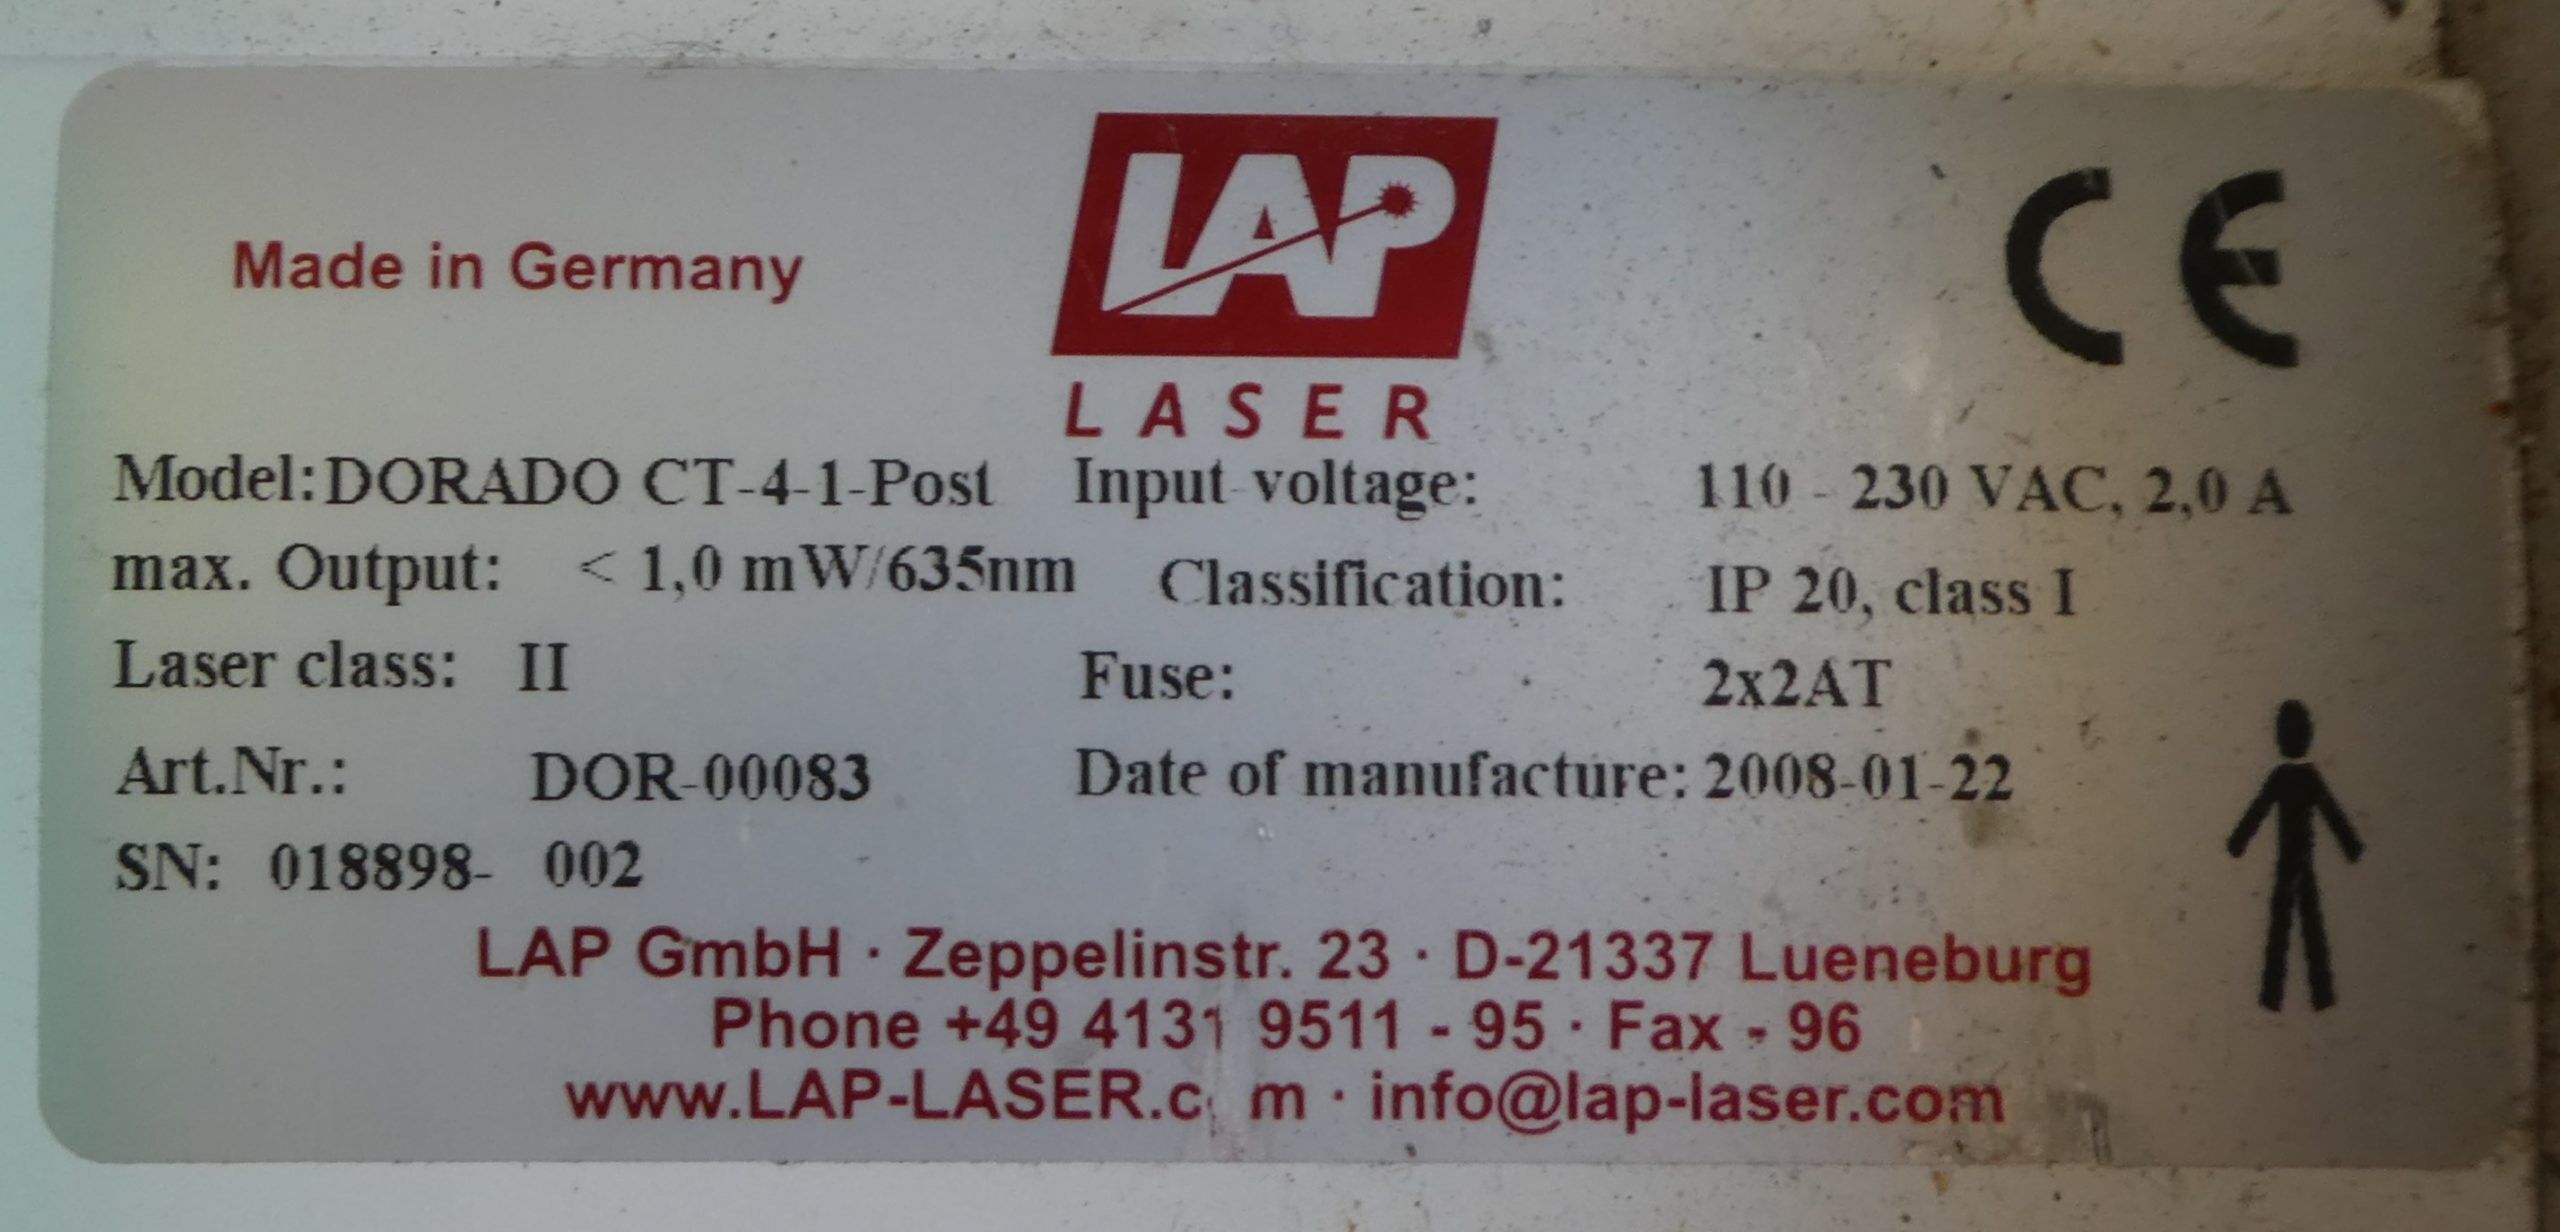 Made in Germany
LAP
LASER
CE
Model: DORADO CT-4-1-Post Input voltage: 110 - 230 VAC, 2,0 A
max. Output: < 1,0 mW/635nm Classification: IP 20, class I
Laser class: II Fuse: 2x2AT
Art.Nr.: DOR-00083 Date of manufacture: 2008-01-22
SN: 018898- 002
LAP GmbH · Zeppelinstr. 23 · D-21337 Lueneburg
Phone +49 4131 9511 - 95 · Fax - 96
www.LAP-LASER.c m · info@lap-laser.com